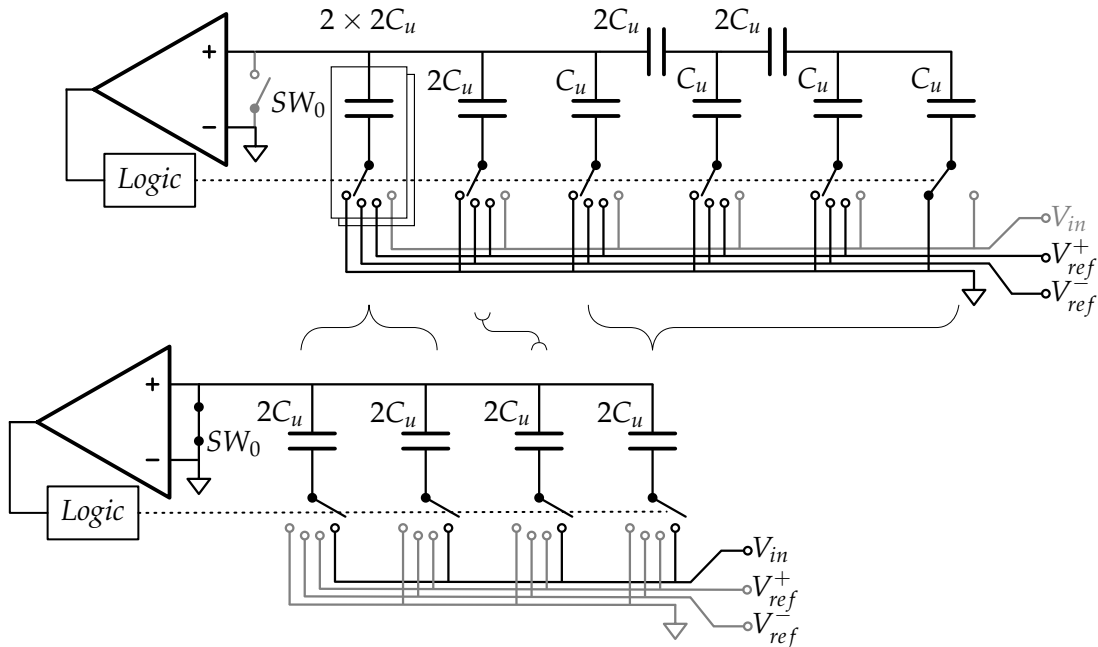 2 × 2C_u 2C_u 2C_u
+ 2C_u C_u C_u C_u C_u
SW_0
−
Logic
V_in
V_ref^+
V_ref^−
+ 2C_u 2C_u 2C_u 2C_u
− SW_0
Logic
V_in
V_ref^+
V_ref^−